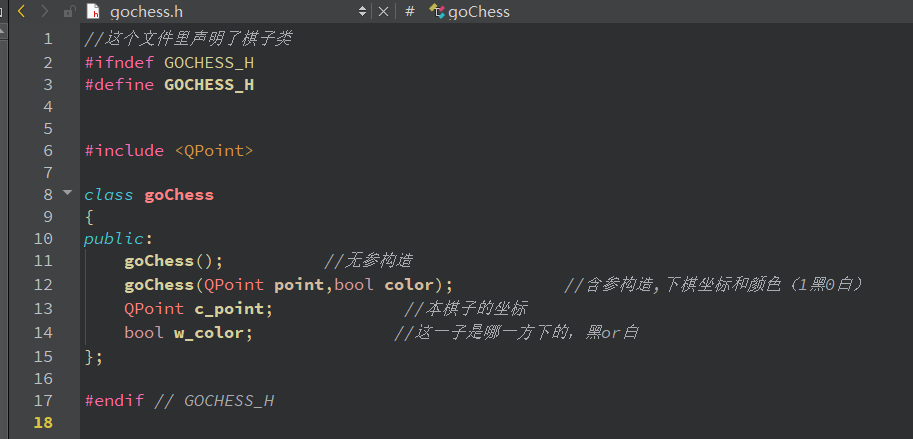 gochess.h # goChess
1 //这个文件里声明了棋子类
2 #ifndef GOCHESS_H
3 #define GOCHESS_H
4
5
6 #include <QPoint>
7
8 class goChess
9 {
10 public:
11 goChess(); //无参构造
12 goChess(QPoint point,bool color); //含参构造,下棋坐标和颜色（1黑0白）
13 QPoint c_point; //本棋子的坐标
14 bool w_color; //这一子是哪一方下的，黑or白
15 };
16
17 #endif // GOCHESS_H
18